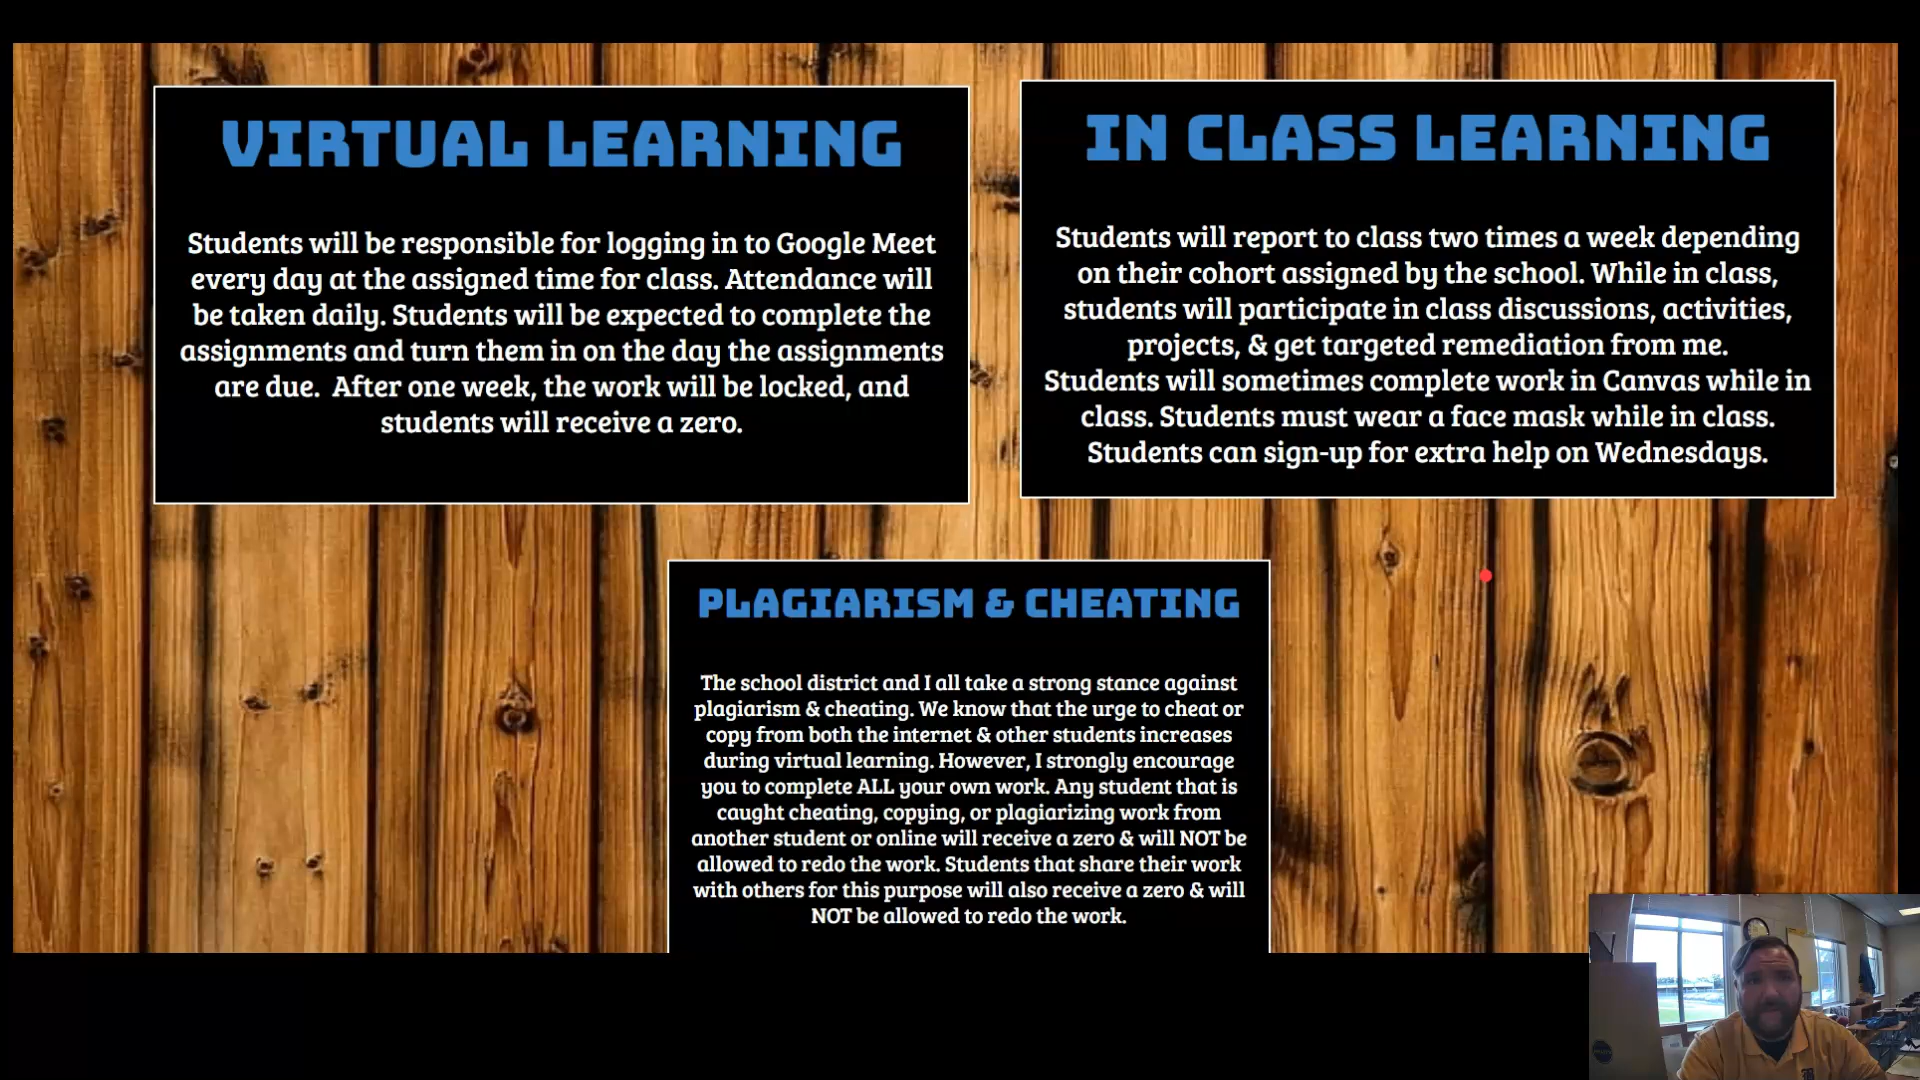 VIRTUAL LEARNING
Students will be responsible for logging in to Google Meet
every day at the assigned time for class. Attendance will
be taken daily. Students will be expected to complete the
assignments and turn them in on the day the assignments
are due.  After one week, the work will be locked, and
students will receive a zero.
IN CLASS LEARNING
Students will report to class two times a week depending
on their cohort assigned by the school. While in class,
students will participate in class discussions, activities,
projects, & get targeted remediation from me.
Students will sometimes complete work in Canvas while in
class. Students must wear a face mask while in class.
Students can sign-up for extra help on Wednesdays.
PLAGIARISM & CHEATING
The school district and I all take a strong stance against
plagiarism & cheating. We know that the urge to cheat or
copy from both the internet & other students increases
during virtual learning. However, I strongly encourage
you to complete ALL your own work. Any student that is
caught cheating, copying, or plagiarizing work from
another student or online will receive a zero & will NOT be
allowed to redo the work. Students that share their work
with others for this purpose will also receive a zero & will
NOT be allowed to redo the work.